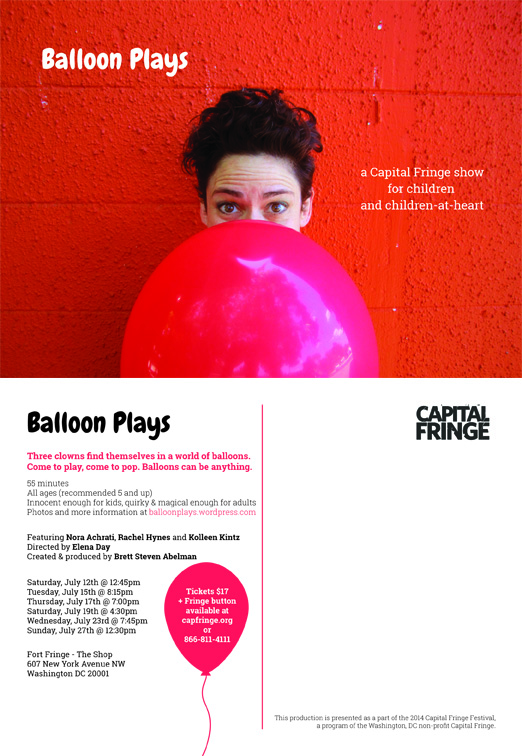 Balloon Plays
a Capital Fringe show
for children
and children-at-heart
Balloon Plays
Three clowns find themselves in a world of balloons.
Come to play, come to pop. Balloons can be anything.
55 minutes
All ages (recommended 5 and up)
Innocent enough for kids, quirky & magical enough for adults
Photos and more information at balloonplays.wordpress.com
Featuring Nora Achrati, Rachel Hynes and Kolleen Kintz
Directed by Elena Day
Created & produced by Brett Steven Abelman
Saturday, July 12th @ 12:45pm
Tuesday, July 15th @ 8:15pm
Thursday, July 17th @ 7:00pm
Saturday, July 19th @ 4:30pm
Wednesday, July 23rd @ 7:45pm
Sunday, July 27th @ 12:30pm
Fort Fringe - The Shop
607 New York Avenue NW
Washington DC 20001
Tickets $17
+ Fringe button
available at
capfringe.org
or
866-811-4111
CAPITAL
FRINGE
This production is presented as a part of the 2014 Capital Fringe Festival,
a program of the Washington, DC non-profit Capital Fringe.